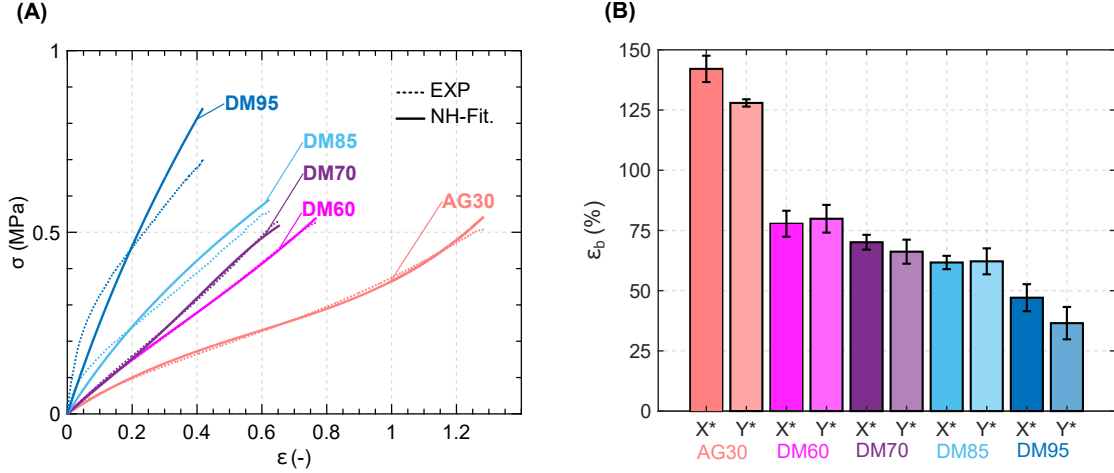 (A)
1
0.5
0
σ (MPa)
0 0.2 0.4 0.6 0.8 1.0 1.2
ε (-)
EXP
NH-Fit.
DM95
DM85
DM70
DM60
AG30
(B)
150
125
100
75
50
25
0
ε_b (%)
X* Y* X* Y* X* Y* X* Y* X* Y*
AG30 DM60 DM70 DM85 DM95